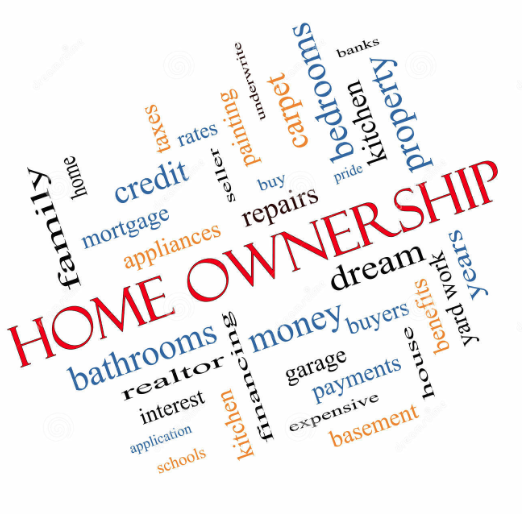 banks
bedrooms
underwrite
carpet
kitchen
property
painting
taxes
rates
seller
pride
buy
home
credit
family
repairs
mortgage
appliances
HOME OWNERSHIP
dream
years
yard work
benefits
money
buyers
bathrooms
financing
realtor
garage
house
payments
interest
kitchen
expensive
basement
application
schools